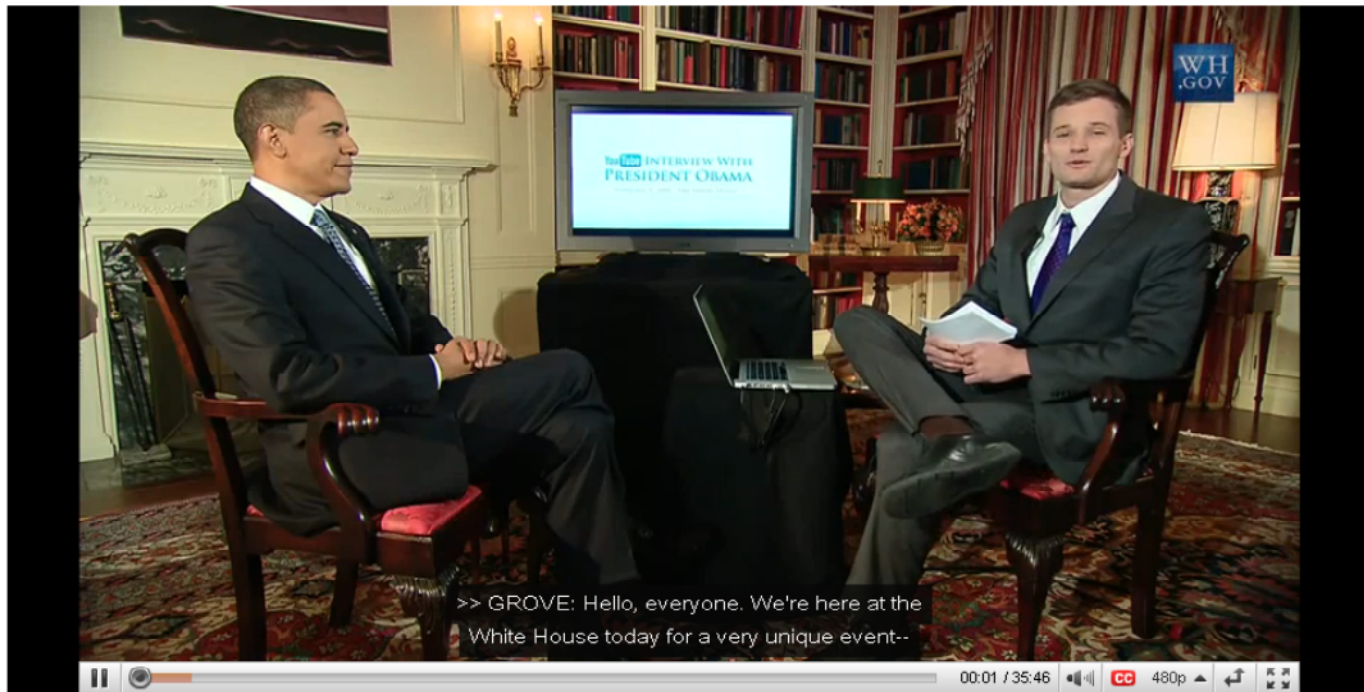 WH
.GOV
YouTube INTERVIEW WITH
PRESIDENT OBAMA
>> GROVE: Hello, everyone. We're here at the
White House today for a very unique event--
00:01 / 35:46
CC
480p